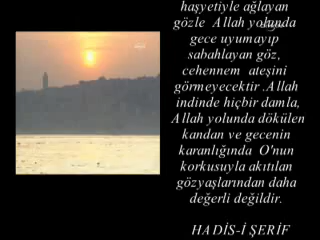 haşyetiyle ağlayan
gözle Allah yolunda
gece uyumayıp
sabahlayan göz,
cehennem ateşini
görmeyecektir .Allah
indinde hiçbir damla,
Allah yolunda dökülen
kandan ve gecenin
karanlığında O'nun
korkusuyla akıtılan
gözyaşlarından daha
değerli değildir.
HADİS-İ ŞERİF